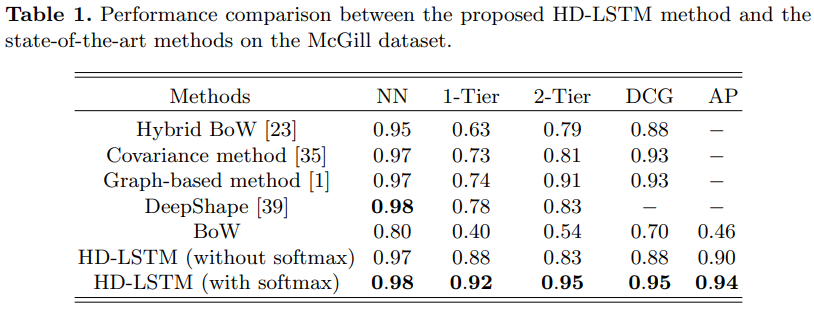 Table 1. Performance comparison between the proposed HD-LSTM method and the
state-of-the-art methods on the McGill dataset.
Methods NN 1-Tier 2-Tier DCG AP
Hybrid BoW [23] 0.95 0.63 0.79 0.88 –
Covariance method [35] 0.97 0.73 0.81 0.93 –
Graph-based method [1] 0.97 0.74 0.91 0.93 –
DeepShape [39] 0.98 0.78 0.83 – –
BoW 0.80 0.40 0.54 0.70 0.46
HD-LSTM (without softmax) 0.97 0.88 0.83 0.88 0.90
HD-LSTM (with softmax) 0.98 0.92 0.95 0.95 0.94